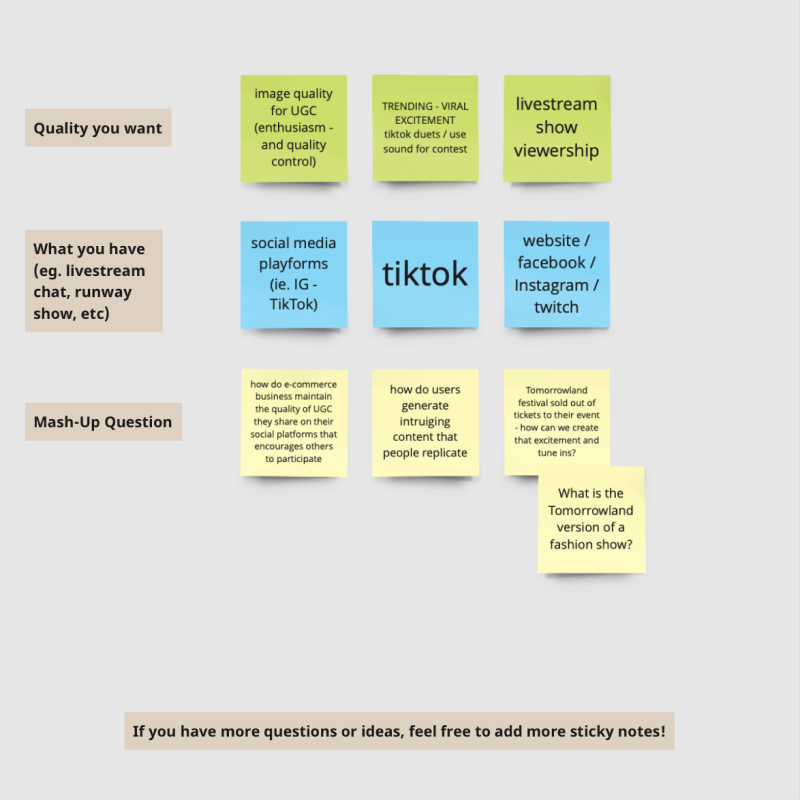 Quality you want
image quality
for UGC
(enthusiasm -
and quality
control)
TRENDING - VIRAL
EXCITEMENT
tiktok duets / use
sound for contest
livestream
show
viewership
What you have
(eg. livestream
chat, runway
show, etc)
social media
playforms
(ie. IG -
TikTok)
tiktok
website /
facebook /
Instagram /
twitch
Mash-Up Question
how do e-commerce
business maintain
the quality of UGC
they share on their
social platforms that
encourages others
to participate
how do users
generate
intruiging
content that
people replicate
Tomorrowland
festival sold out of
tickets to their event
- how can we create
that excitement and
tune ins?
What is the
Tomorrowland
version of a
fashion show?
If you have more questions or ideas, feel free to add more sticky notes!